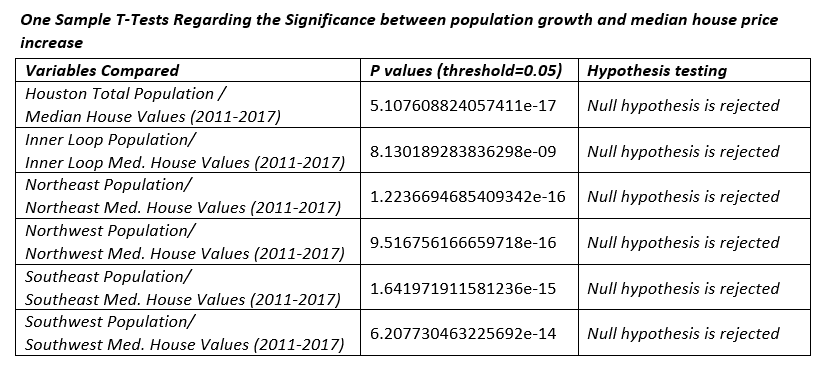 One Sample T-Tests Regarding the Significance between population growth and median house price
increase
Variables Compared P values (threshold=0.05) Hypothesis testing
Houston Total Population /
Median House Values (2011-2017) 5.107608824057411e-17 Null hypothesis is rejected
Inner Loop Population/
Inner Loop Med. House Values (2011-2017) 8.130189283836298e-09 Null hypothesis is rejected
Northeast Population/
Northeast Med. House Values (2011-2017) 1.2236694685409342e-16 Null hypothesis is rejected
Northwest Population/
Northwest Med. House Values (2011-2017) 9.516756166659718e-16 Null hypothesis is rejected
Southeast Population/
Southeast Med. House Values (2011-2017) 1.641971911581236e-15 Null hypothesis is rejected
Southwest Population/
Southwest Med. House Values (2011-2017) 6.207730463225692e-14 Null hypothesis is rejected